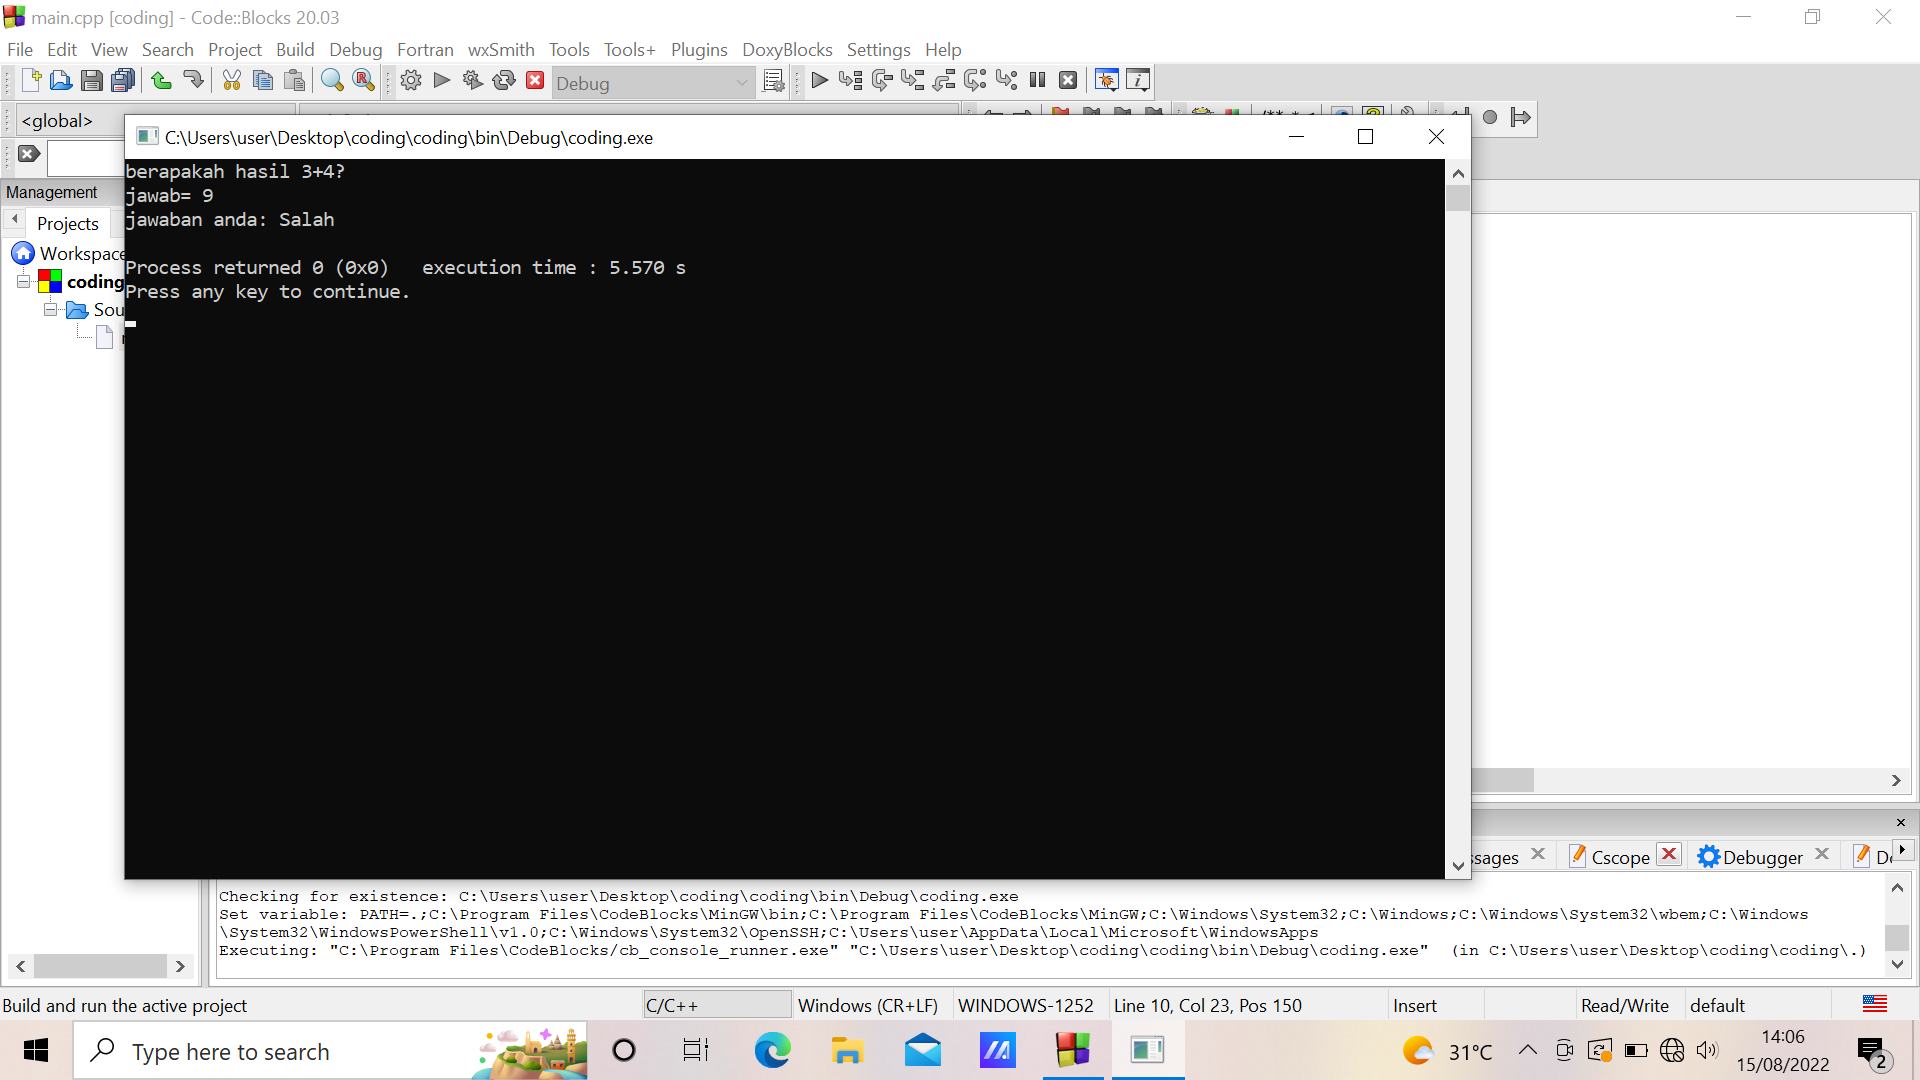 main.cpp [coding] - Code::Blocks 20.03
File Edit View Search Project Build Debug Fortran wxSmith Tools Tools+ Plugins DoxyBlocks Settings Help
Debug
<global>
C:\Users\user\Desktop\coding\coding\bin\Debug\coding.exe
berapakah hasil 3+4?
jawab= 9
jawaban anda: Salah
Process returned 0 (0x0)   execution time : 5.570 s
Press any key to continue.
Management
Projects
Workspace
coding
Sou
ssages
Cscope
Debugger
Checking for existence: C:\Users\user\Desktop\coding\coding\bin\Debug\coding.exe
Set variable: PATH=.;C:\Program Files\CodeBlocks\MinGW\bin;C:\Program Files\CodeBlocks\MinGW;C:\Windows\System32;C:\Windows;C:\Windows\System32\wbem;C:\Windows
\System32\WindowsPowerShell\v1.0;C:\Windows\System32\OpenSSH;C:\Users\user\AppData\Local\Microsoft\WindowsApps
Executing: "C:\Program Files\CodeBlocks/cb_console_runner.exe" "C:\Users\user\Desktop\coding\coding\bin\Debug\coding.exe"  (in C:\Users\user\Desktop\coding\coding\.)
Build and run the active project
C/C++
Windows (CR+LF)
WINDOWS-1252
Line 10, Col 23, Pos 150
Insert
Read/Write
default
Type here to search
31°C
14:06
15/08/2022
2